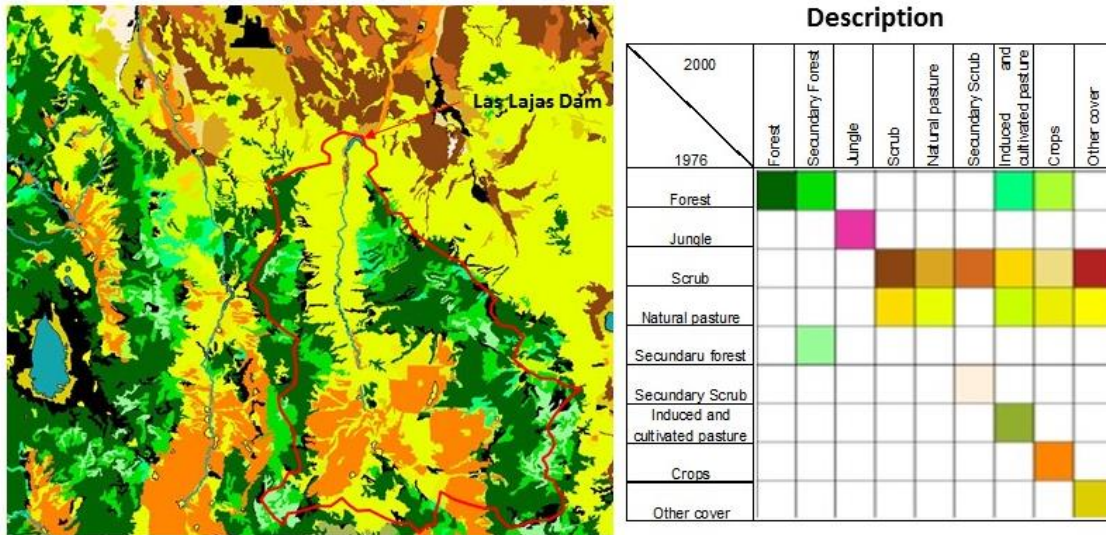 Description
Las Lajas Dam
2000
1976
Forest
Secundary Forest
Jungle
Scrub
Natural pasture
Secondary Scrub
Induced and
cultivated pasture
Crops
Other cover
Forest
Jungle
Scrub
Natural pasture
Secundaru forest
Secundary Scrub
Induced and
cultivated pasture
Crops
Other cover